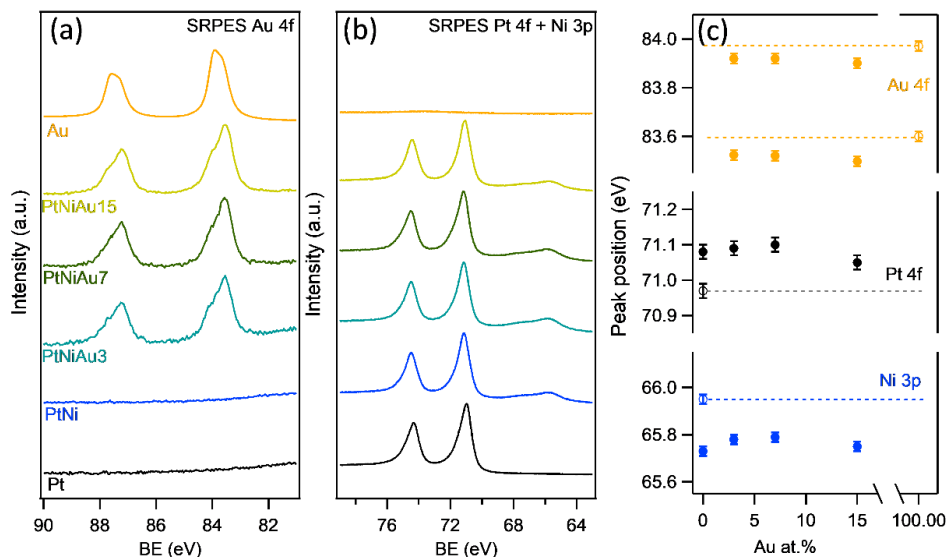 (a) SRPES Au 4f
Au
PtNiAu15
PtNiAu7
PtNiAu3
PtNi
Pt
Intensity (a.u.)
90 88 86 84 82
BE (eV)
(b) SRPES Pt 4f + Ni 3p
Intensity (a.u.)
76 72 68 64
BE (eV)
(c)
84.0
Au 4f
83.8
83.6
71.2
71.1
Pt 4f
71.0
70.9
Ni 3p
66.0
65.8
65.6
Peak position (eV)
0 5 10 15 100.00
Au at.%